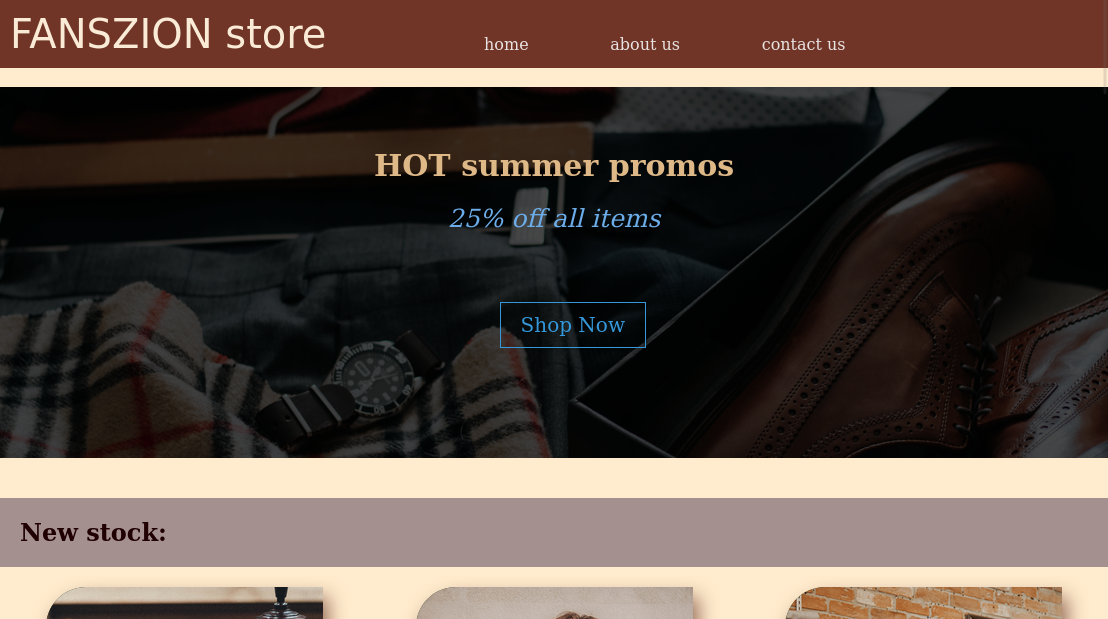 FANSZION store
home
about us
contact us
HOT summer promos
25% off all items
Shop Now
New stock: